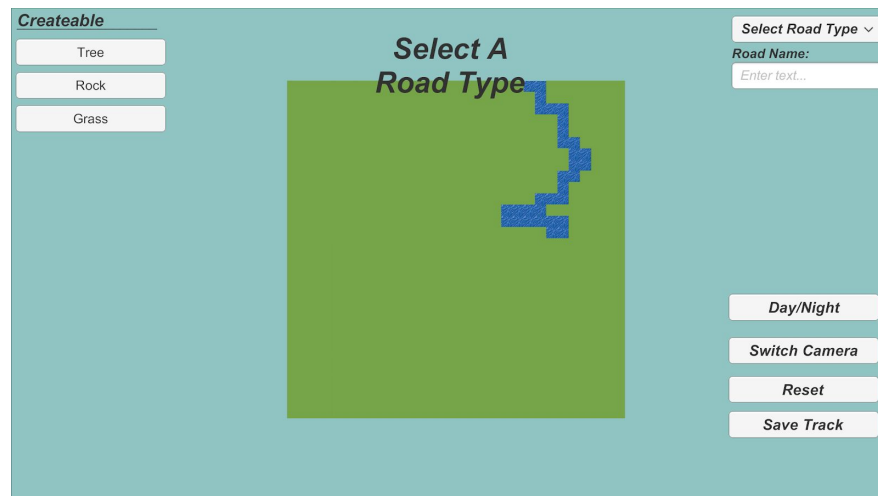 Createable
Tree
Rock
Grass
Select A
Road Type
Select Road Type
Road Name:
Enter text...
Day/Night
Switch Camera
Reset
Save Track